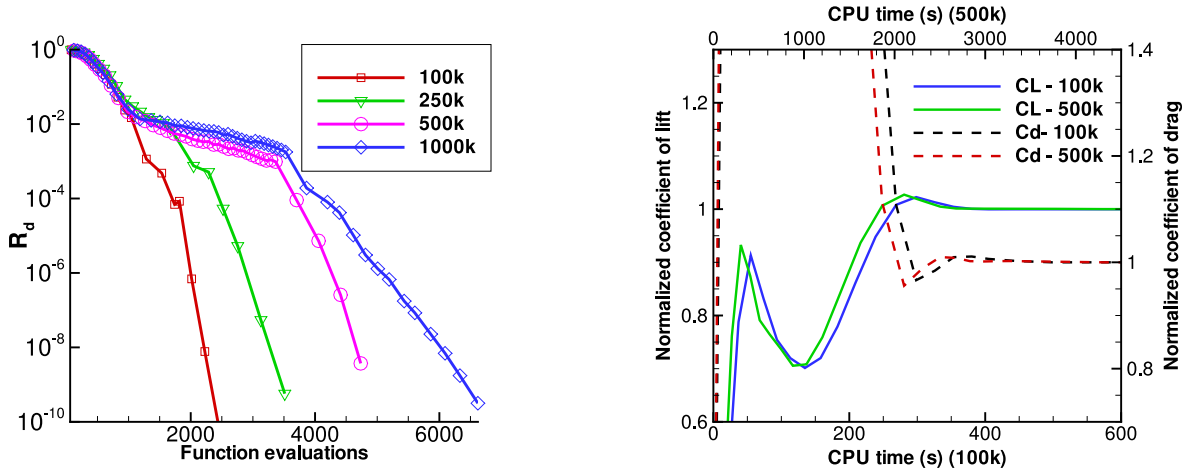 10⁰
10⁻²
10⁻⁴
10⁻⁶
10⁻⁸
10⁻¹⁰
R_d
2000 4000 6000
Function evaluations
100k
250k
500k
1000k
CPU time (s) (500k)
0 1000 2000 3000 4000
1.2
1
0.8
0.6
Normalized coefficient of lift
CL - 100k
CL - 500k
Cd- 100k
Cd - 500k
1.4
1.2
1
0.8
Normalized coefficient of drag
0 200 400 600
CPU time (s) (100k)